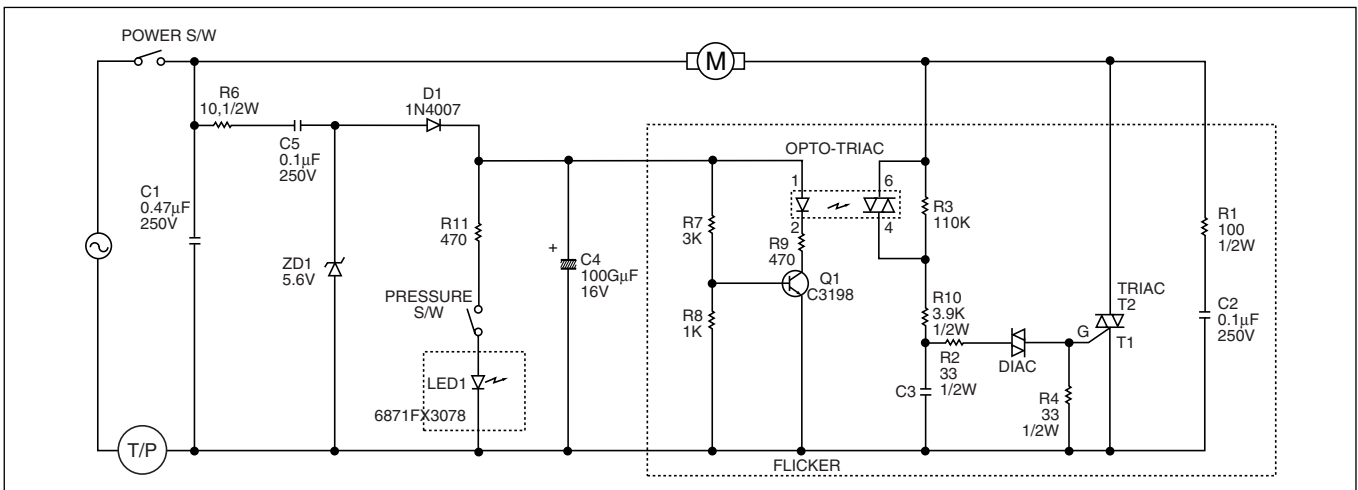 POWER S/W
M
R6
10,1/2W
D1
1N4007
C5
0.1μF
250V
OPTO-TRIAC
1
6
2
4
C1
0.47μF
250V
R11
470
R7
3K
R9
470
R3
110K
R1
100
1/2W
ZD1
5.6V
+
C4
100GμF
16V
Q1
C3198
PRESSURE
S/W
R8
1K
R10
3.9K
1/2W
TRIAC
T2
G
T1
C2
0.1μF
250V
R2
33
1/2W
DIAC
LED1
6871FX3078
C3
R4
33
1/2W
T/P
FLICKER